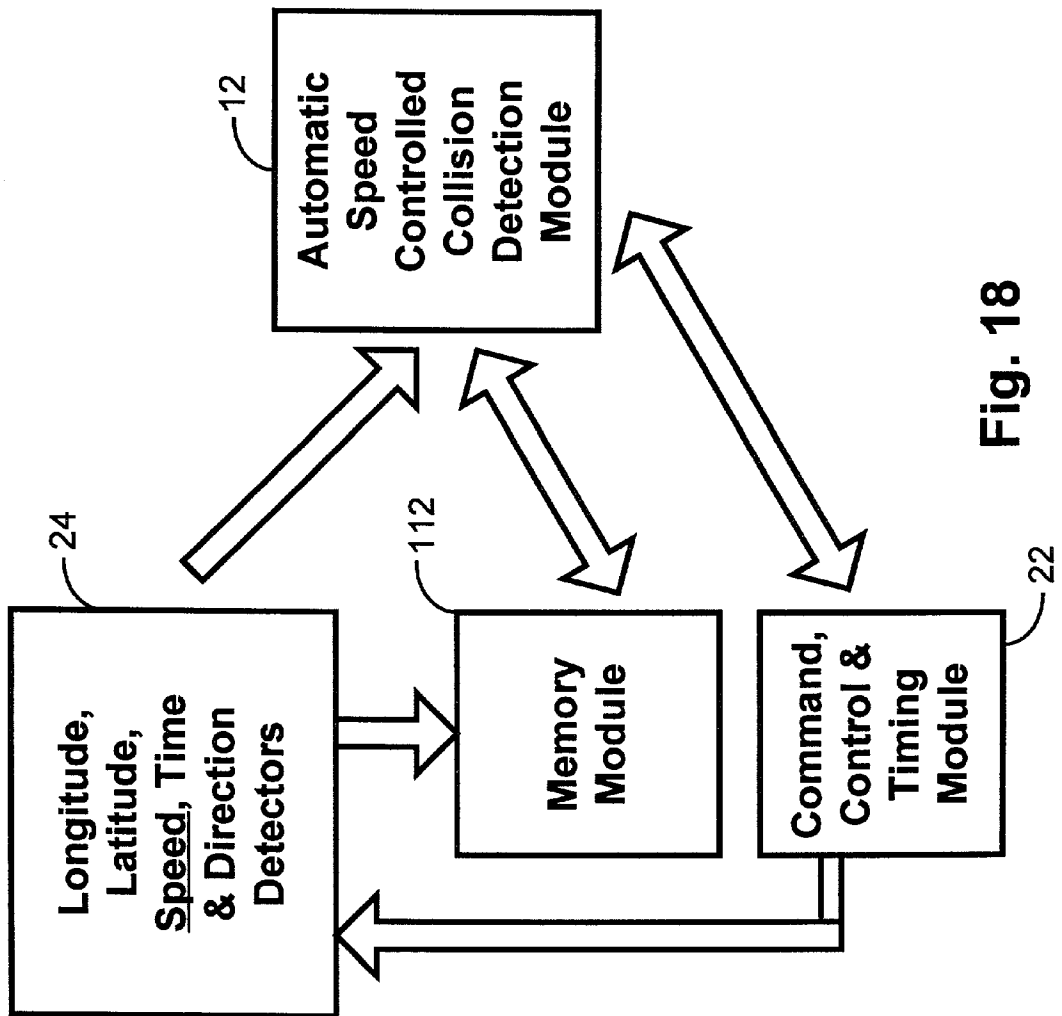 Longitude,
Latitude,
Speed, Time
& Direction
Detectors
24
Automatic
Speed
Controlled
Collision
Detection
Module
12
Memory
Module
112
Command,
Control &
Timing
Module
22
Fig. 18